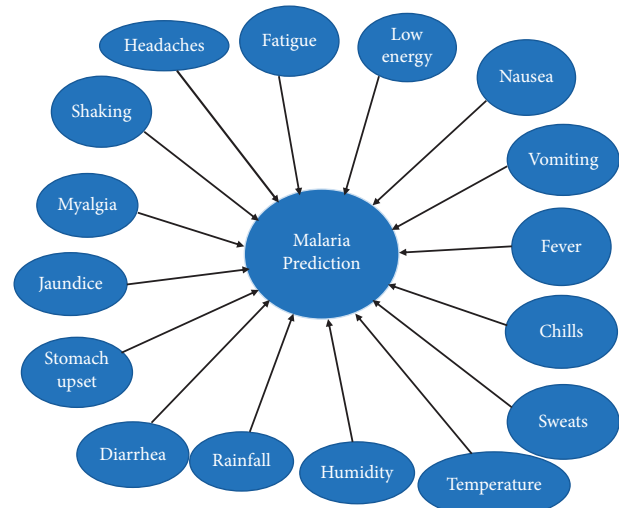 Headaches
Fatigue
Low
energy
Nausea
Shaking
Vomiting
Myalgia
Malaria
Prediction
Fever
Jaundice
Chills
Stomach
upset
Sweats
Diarrhea
Rainfall
Humidity
Temperature